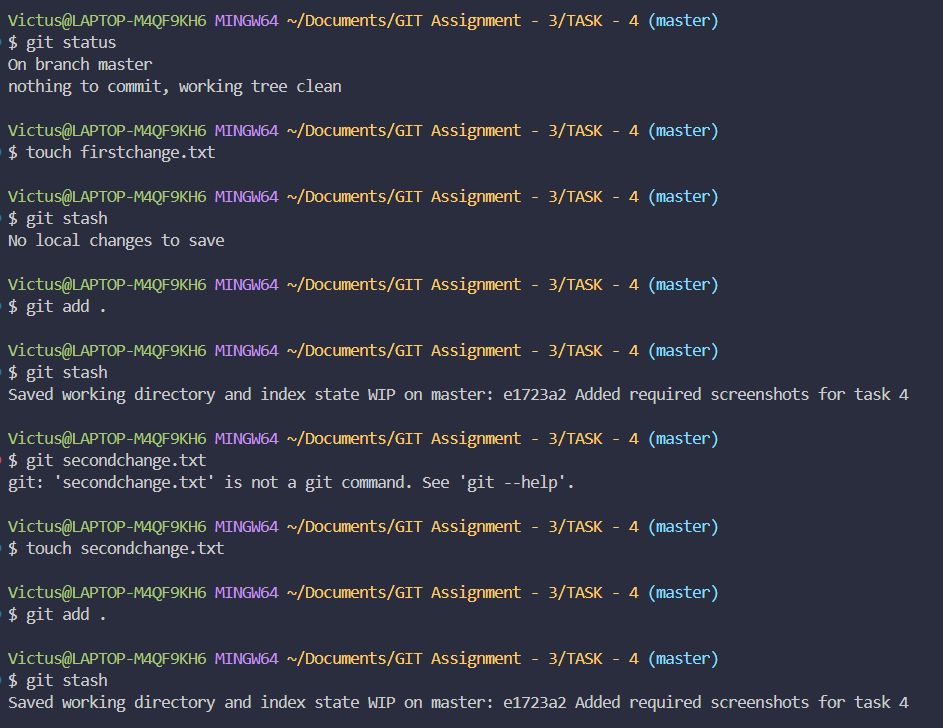 Victus@LAPTOP-M4QF9KH6 MINGW64 ~/Documents/GIT Assignment - 3/TASK - 4 (master)
$ git status
On branch master
nothing to commit, working tree clean
Victus@LAPTOP-M4QF9KH6 MINGW64 ~/Documents/GIT Assignment - 3/TASK - 4 (master)
$ touch firstchange.txt
Victus@LAPTOP-M4QF9KH6 MINGW64 ~/Documents/GIT Assignment - 3/TASK - 4 (master)
$ git stash
No local changes to save
Victus@LAPTOP-M4QF9KH6 MINGW64 ~/Documents/GIT Assignment - 3/TASK - 4 (master)
$ git add .
Victus@LAPTOP-M4QF9KH6 MINGW64 ~/Documents/GIT Assignment - 3/TASK - 4 (master)
$ git stash
Saved working directory and index state WIP on master: e1723a2 Added required screenshots for task 4
Victus@LAPTOP-M4QF9KH6 MINGW64 ~/Documents/GIT Assignment - 3/TASK - 4 (master)
$ git secondchange.txt
git: 'secondchange.txt' is not a git command. See 'git --help'.
Victus@LAPTOP-M4QF9KH6 MINGW64 ~/Documents/GIT Assignment - 3/TASK - 4 (master)
$ touch secondchange.txt
Victus@LAPTOP-M4QF9KH6 MINGW64 ~/Documents/GIT Assignment - 3/TASK - 4 (master)
$ git add .
Victus@LAPTOP-M4QF9KH6 MINGW64 ~/Documents/GIT Assignment - 3/TASK - 4 (master)
$ git stash
Saved working directory and index state WIP on master: e1723a2 Added required screenshots for task 4